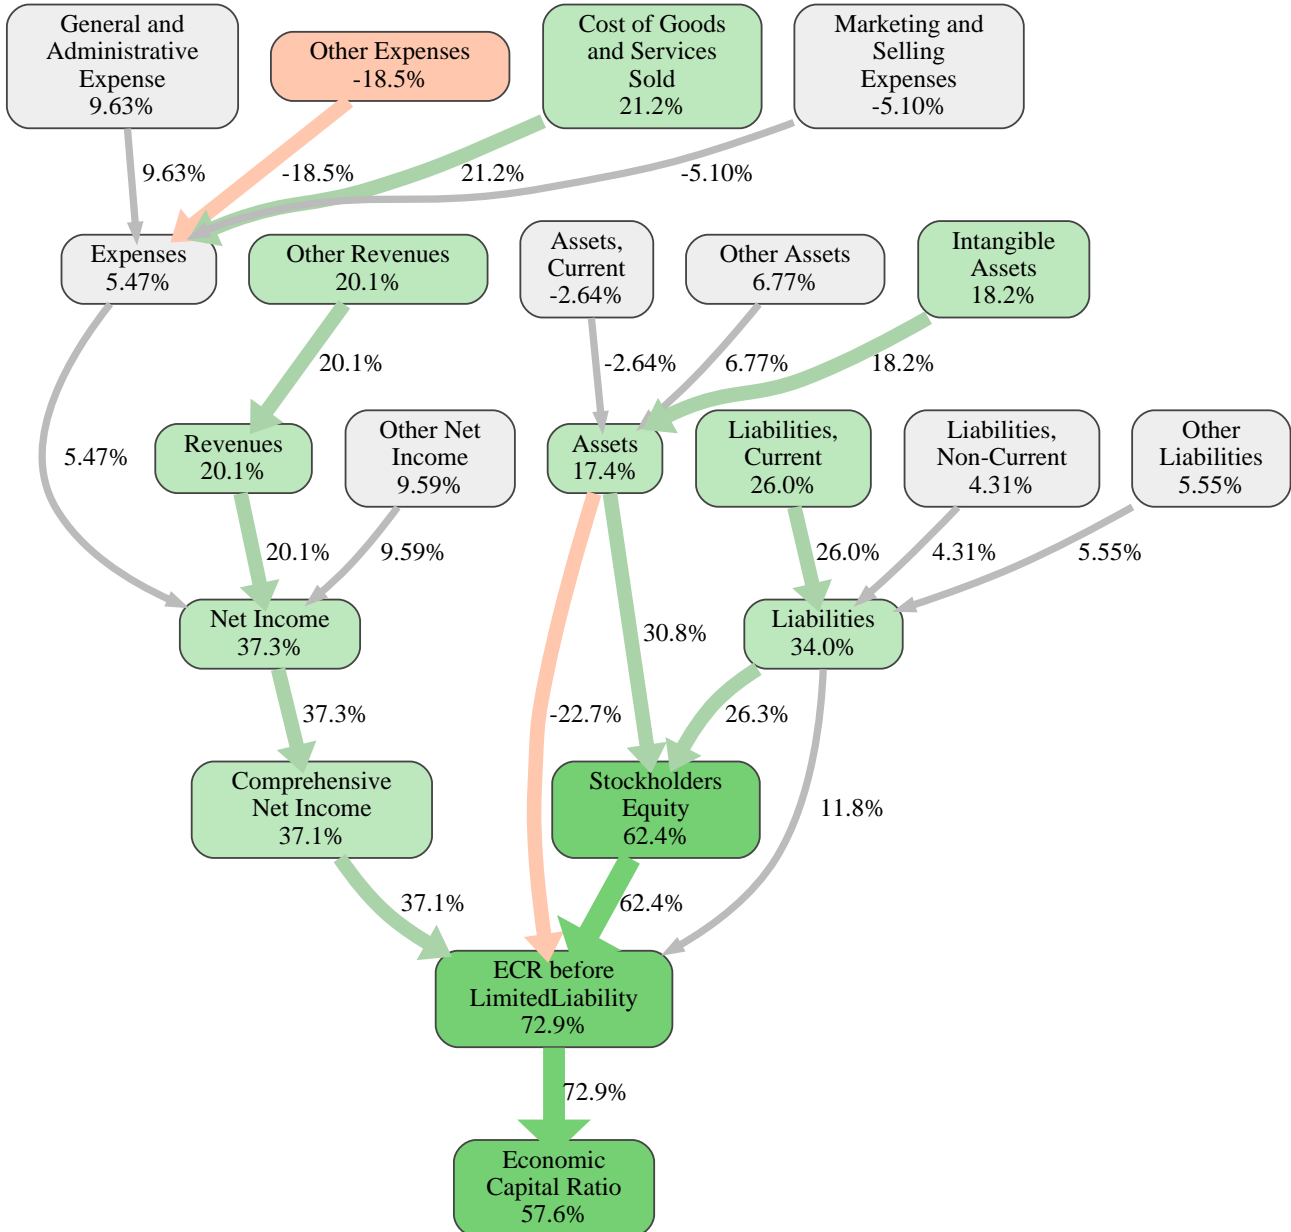 General and
Administrative
Expense
9.63%
Other Expenses
-18.5%
Cost of Goods
and Services
Sold
21.2%
Marketing and
Selling
Expenses
-5.10%
9.63%
-18.5%
21.2%
-5.10%
Expenses
5.47%
Other Revenues
20.1%
Assets,
Current
-2.64%
Other Assets
6.77%
Intangible
Assets
18.2%
20.1%
-2.64%
6.77%
18.2%
5.47%
Revenues
20.1%
Other Net
Income
9.59%
Assets
17.4%
Liabilities,
Current
26.0%
Liabilities,
Non-Current
4.31%
Other
Liabilities
5.55%
20.1%
9.59%
26.0%
4.31%
5.55%
Net Income
37.3%
30.8%
Liabilities
34.0%
37.3%
-22.7%
26.3%
Comprehensive
Net Income
37.1%
Stockholders
Equity
62.4%
11.8%
37.1%
62.4%
ECR before
LimitedLiability
72.9%
72.9%
Economic
Capital Ratio
57.6%